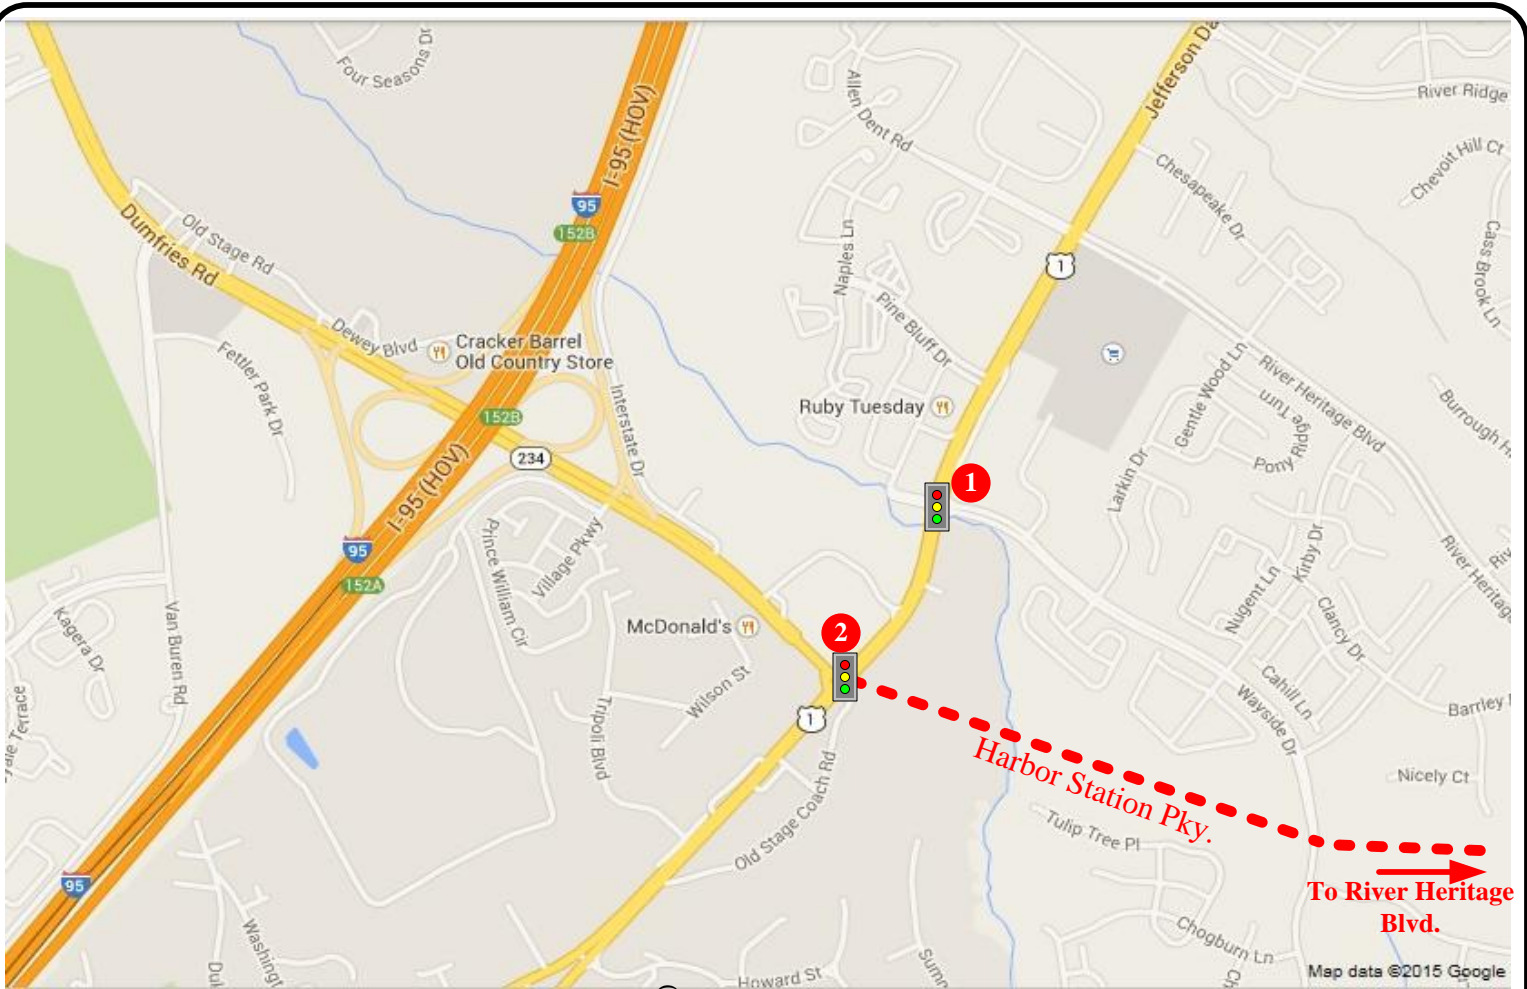 Four Seasons Dr
I-95 (HOV)
Jefferson Da
River Ridge
Allen Dent Rd
Chevoit Hill Ct
Chesapeake Dr
95
152B
Old Stage Rd
Dumfries Rd
Naples Ln
Cass Brook Ln
1
Pine Bluff Dr
Dewey Blvd
Cracker Barrel
Old Country Store
Fettler Park Dr
Interstate Dr
Ruby Tuesday
Gentle Wood Ln
River Heritage Blvd
Pony Ridge Turn
Burrough H
152B
234
I-95 (HOV)
1
Larkin Dr
95
152A
Prince William Cir
Village Pkwy
Kirby Dr
River Heritage
Riv
Nugent Ln
Clancy Dr
Kagera Dr
Van Buren Rd
McDonald's
2
Wilson St
Tripoli Blvd
1
Cahill Ln
Wayside Dr
Bartley
yale Terrace
Harbor Station Pky.
Nicely Ct
Old Stage Coach Rd
Tulip Tree Pl
95
To River Heritage
Blvd.
Washingt
Chogburn Ln
Howard St
Map data ©2015 Google